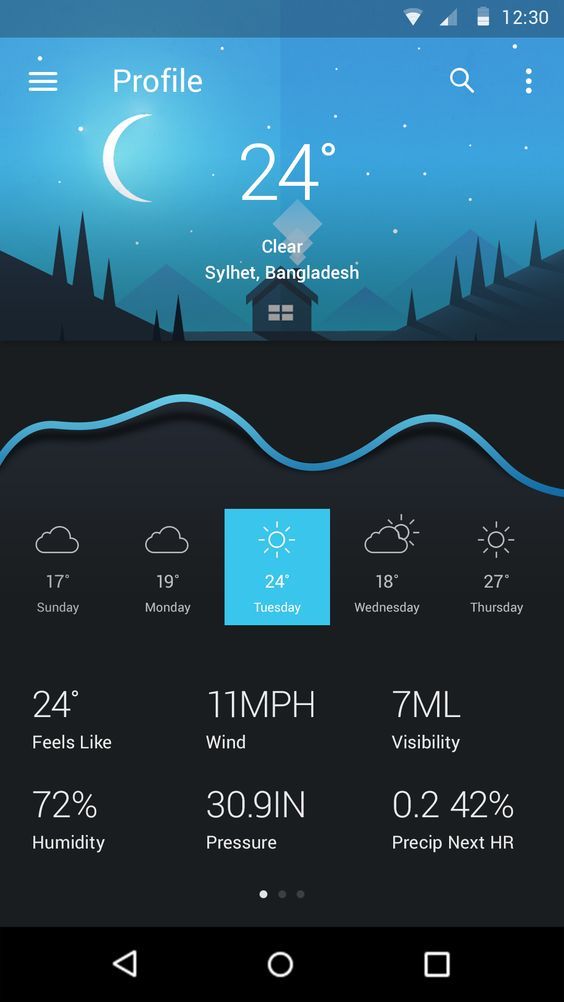 12:30
Profile
24°
Clear
Sylhet, Bangladesh
17° 19° 24° 18° 27°
Sunday Monday Tuesday Wednesday Thursday
24° 11MPH 7ML
Feels Like Wind Visibility
72% 30.9IN 0.2 42%
Humidity Pressure Precip Next HR